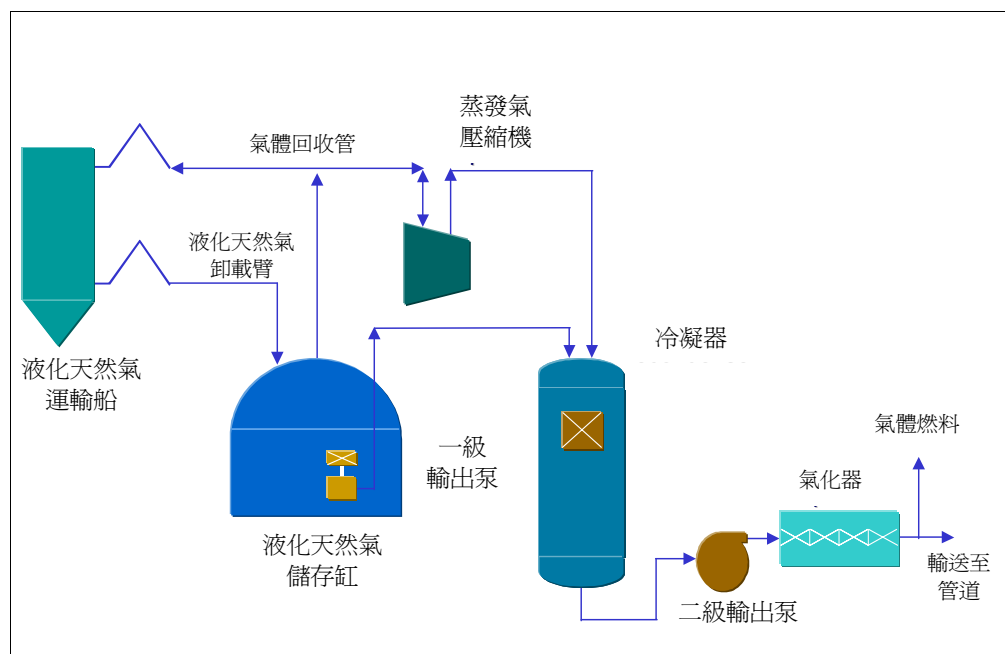 蒸發氣
壓縮機
氣體回收管
液化天然氣
卸載臂
液化天然氣
運輸船
冷凝器
一級
輸出泵
液化天然氣
儲存缸
氣體燃料
氣化器
輸送至
管道
二級輸出泵